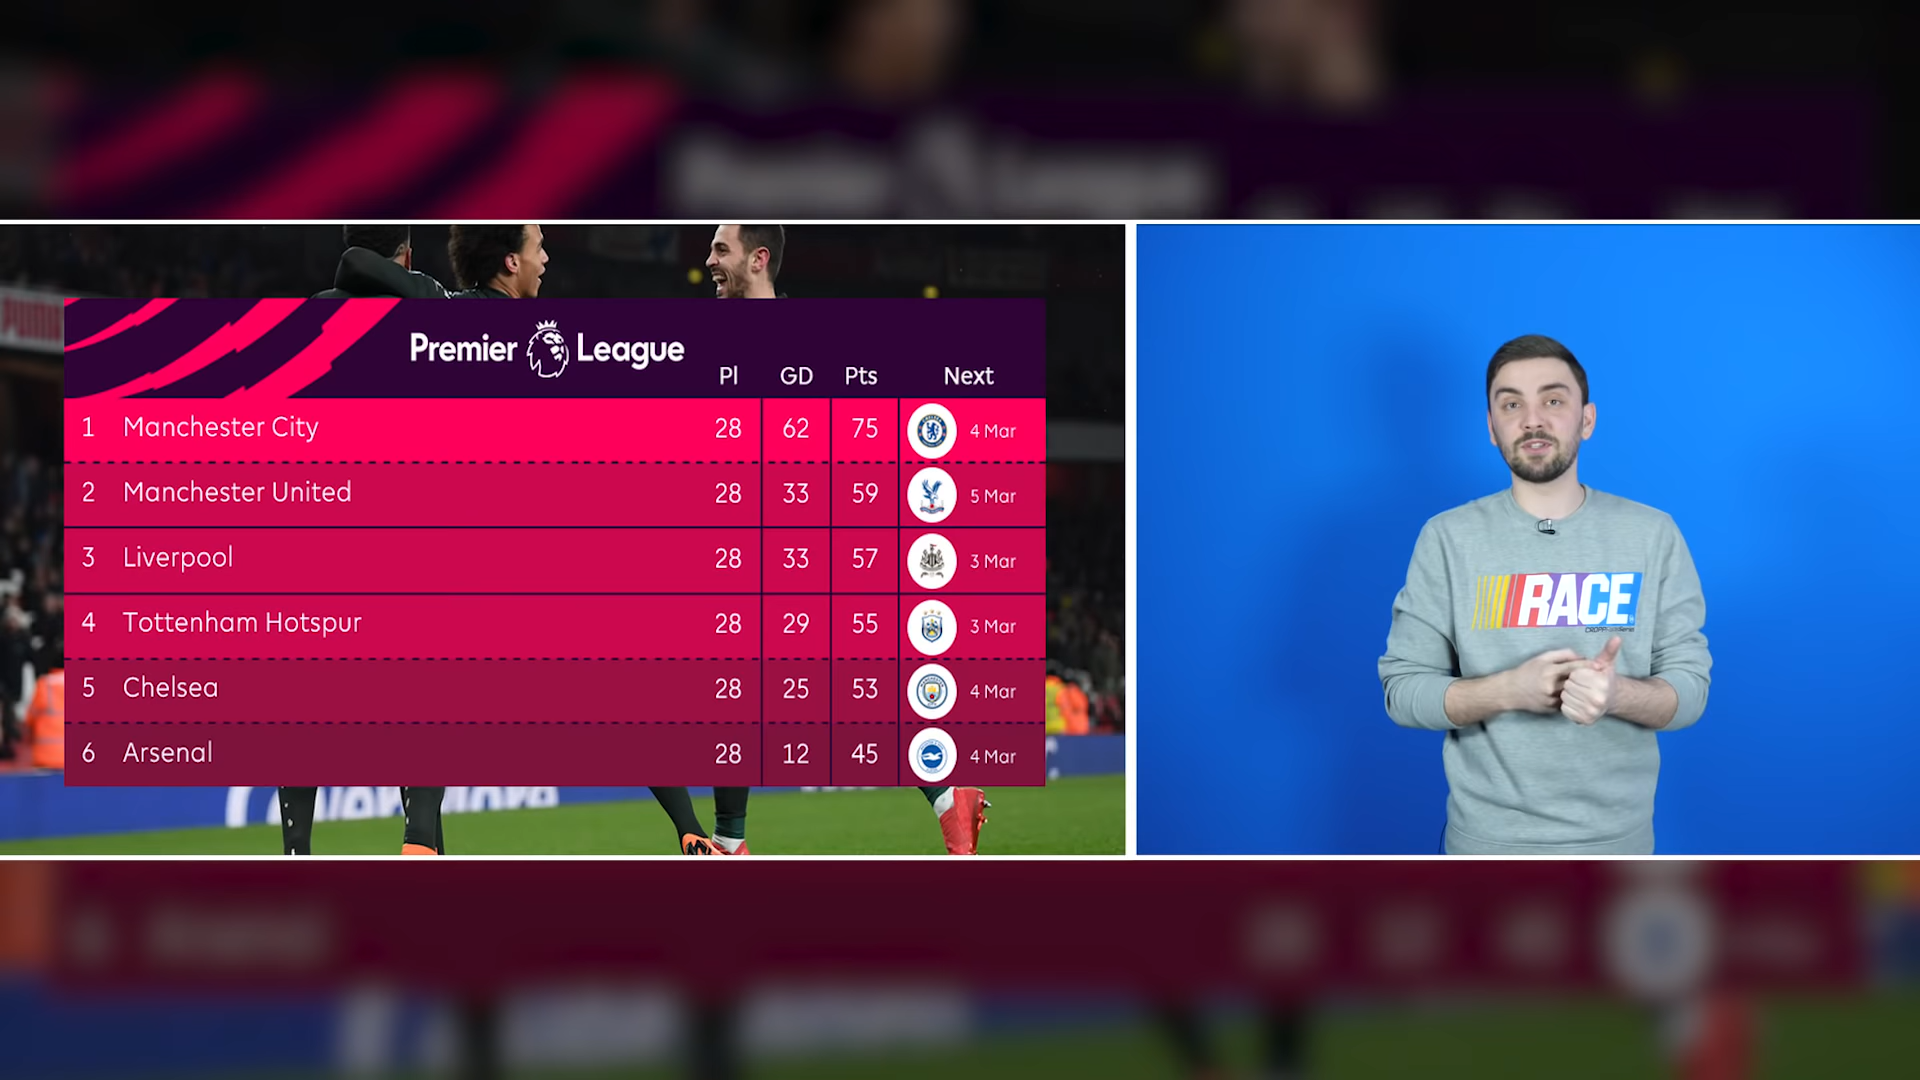 Premier League
Pl GD Pts Next
1 Manchester City 28 62 75 4 Mar
2 Manchester United 28 33 59 5 Mar
3 Liverpool 28 33 57 3 Mar
4 Tottenham Hotspur 28 29 55 3 Mar
5 Chelsea 28 25 53 4 Mar
6 Arsenal 28 12 45 4 Mar
RACE